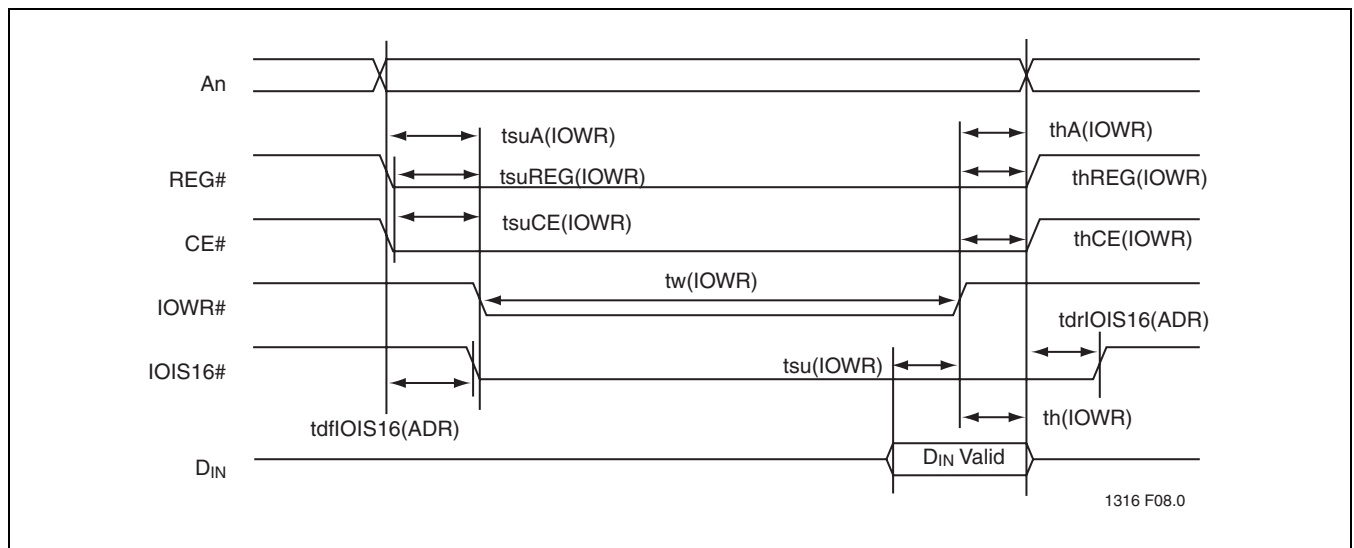 An
tsuA(IOWR)
thA(IOWR)
REG#
tsuREG(IOWR)
thREG(IOWR)
tsuCE(IOWR)
CE#
thCE(IOWR)
tw(IOWR)
IOWR#
tdrIOIS16(ADR)
IOIS16#
tsu(IOWR)
th(IOWR)
tdfIOIS16(ADR)
DIN
DIN Valid
1316 F08.0